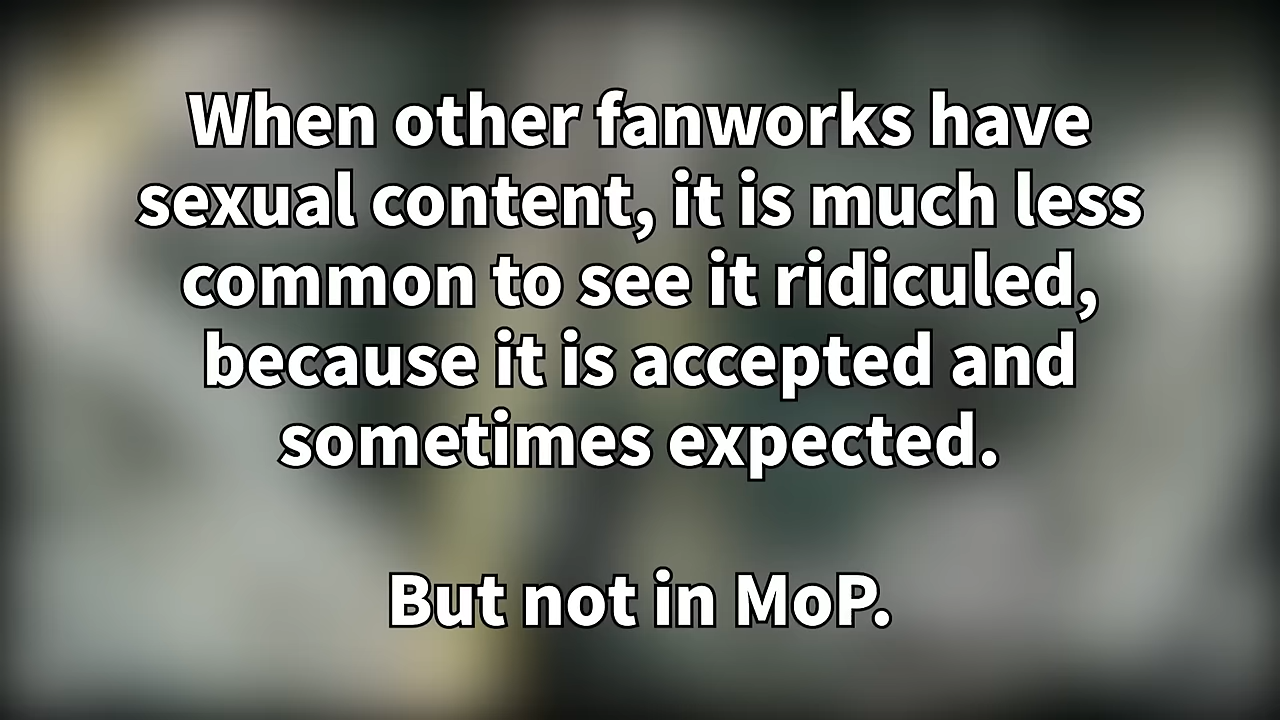 When other fanworks have
sexual content, it is much less
common to see it ridiculed,
because it is accepted and
sometimes expected.
But not in MoP.